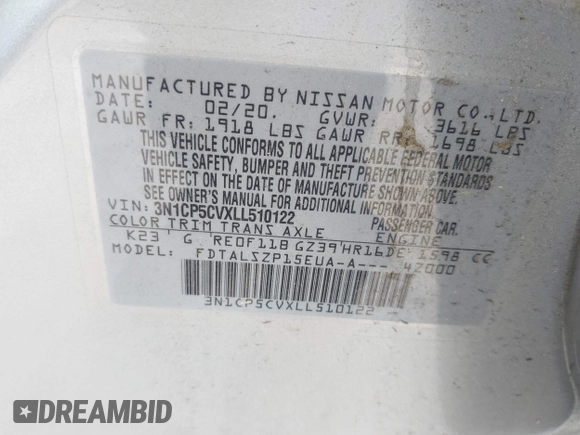 MANUFACTURED BY NISSAN MOTOR CO., LTD.
DATE: 02/20. GVWR: 3616 LBS
GAWR FR: 1918 LBS GAWR RR: 1698 LBS
THIS VEHICLE CONFORMS TO ALL APPLICABLE FEDERAL MOTOR
VEHICLE SAFETY, BUMPER AND THEFT PREVENTION STANDARDS
IN EFFECT ON THE DATE OF MANUFACTURE SHOWN ABOVE.
SEE OWNER'S MANUAL FOR ADDITIONAL INFORMATION.
VIN: 3N1CP5CVXLL510122 PASSENGER CAR.
COLOR TRIM TRANS AXLE ENGINE
K23 G RE0F11B GZ39 HR16DE 1598 CC
MODEL: FDTALSZP15EUA-A--- 4Z000
3N1CP5CVXLL510122
DREAMBID